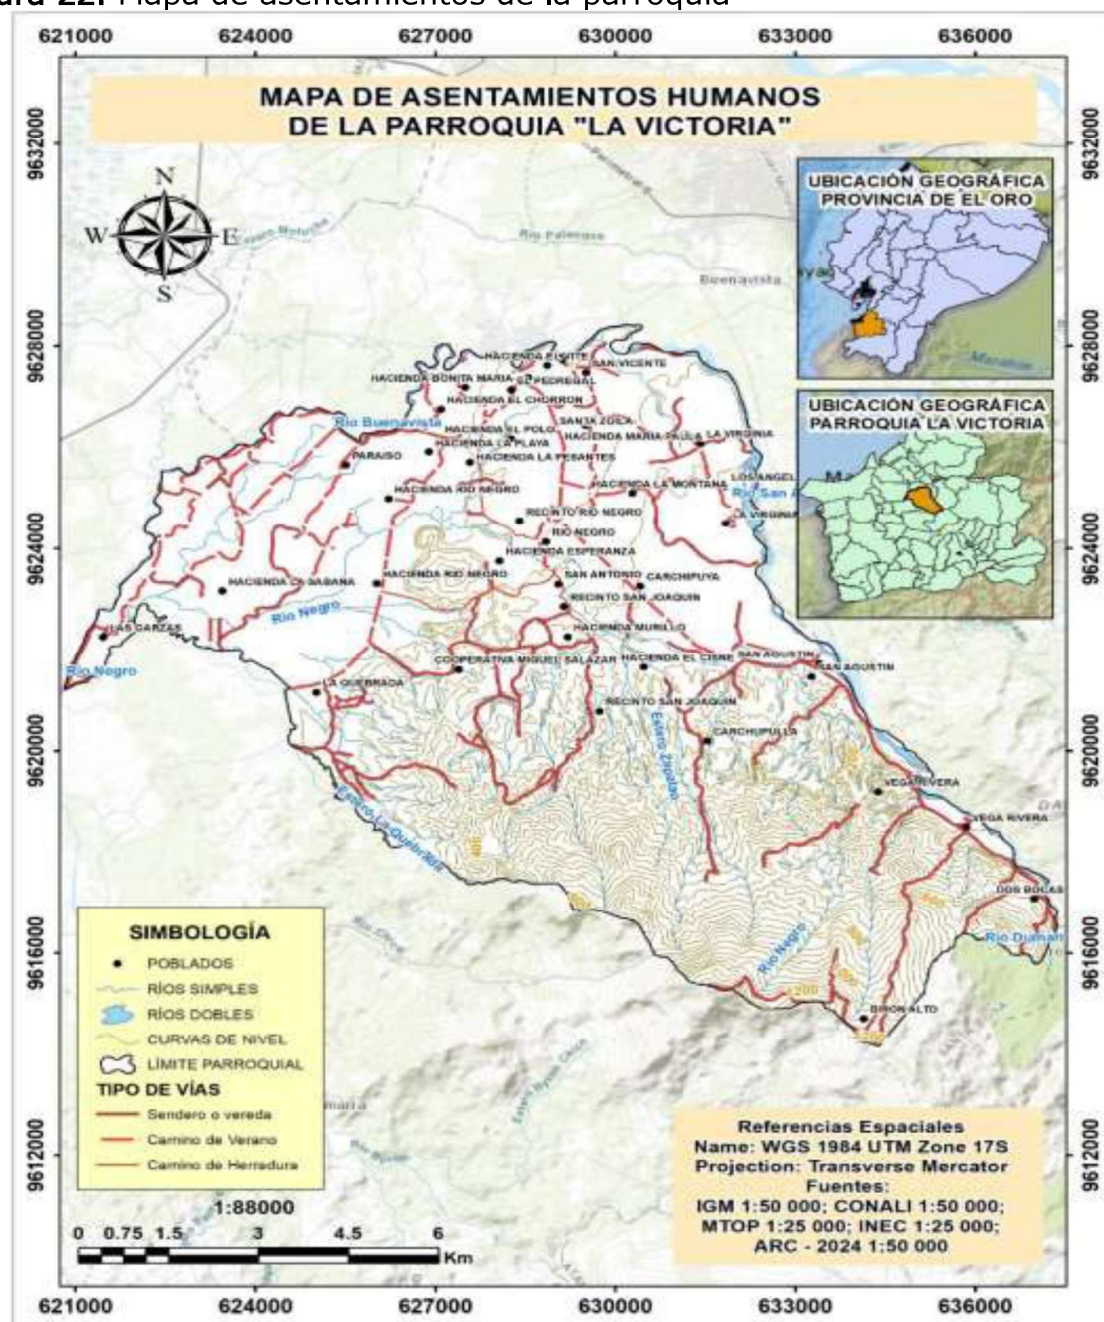 Mapa de asentamientos de la parroquia
621000 624000 627000 630000 633000 636000
MAPA DE ASENTAMIENTOS HUMANOS
DE LA PARROQUIA "LA VICTORIA"
9632000
9632000
N
W E
S
UBICACIÓN GEOGRÁFICA
PROVINCIA DE EL ORO
Rio Palenque
Buenavista
9628000
9628000
UBICACIÓN GEOGRÁFICA
PARROQUIA LA VICTORIA
SAN VICENTE
HACIENDA BONITA MARIA
EL PEDREGAL
HACIENDA EL CHORRON
Río Buenavista
HACIENDA EL POLO
SANTA ZOILA
HACIENDA MARIA PAULA
LA VIRGINIA
HACIENDA LA PLAYA
PARAISO
HACIENDA LA PESANTES
HACIENDA RIO NEGRO
HACIENDA LA MONTANA
LOS ANGEL
Río San A
RECINTO RIO NEGRO
LA VIRGINIA
RIO NEGRO
9624000
9624000
HACIENDA ESPERANZA
HACIENDA LA SABANA
HACIENDA RIO NEGRO
SAN ANTONIO
CARCHIPUYA
RECINTO SAN JOAQUIN
Río Negro
LAS GARZAS
HACIENDA MURILLO
Río Negro
COOPERATIVA MIGUEL SALAZAR
HACIENDA EL CISNE
SAN AGUSTIN
SAN AGUSTIN
LA QUEBRADA
RECINTO SAN JOAQUIN
CARCHUPULLA
Estero Zapatao
9620000
9620000
VEGA RIVERA
Estero La Quebrada
VEGA RIVERA
400
DOS BOCAS
Río Diaman
Río Negro
9616000
9616000
1200
BIRON ALTO
SIMBOLOGÍA
POBLADOS
RÍOS SIMPLES
RÍOS DOBLES
CURVAS DE NIVEL
LÍMITE PARROQUIAL
TIPO DE VÍAS
Sendero o vereda
Camino de Verano
Camino de Herradura
9612000
9612000
1:88000
0 0.75 1.5 3 4.5 6
Km
Referencias Espaciales
Name: WGS 1984 UTM Zone 17S
Projection: Transverse Mercator
Fuentes:
IGM 1:50 000; CONALI 1:50 000;
MTOP 1:25 000; INEC 1:25 000;
ARC - 2024 1:50 000
621000 624000 627000 630000 633000 636000